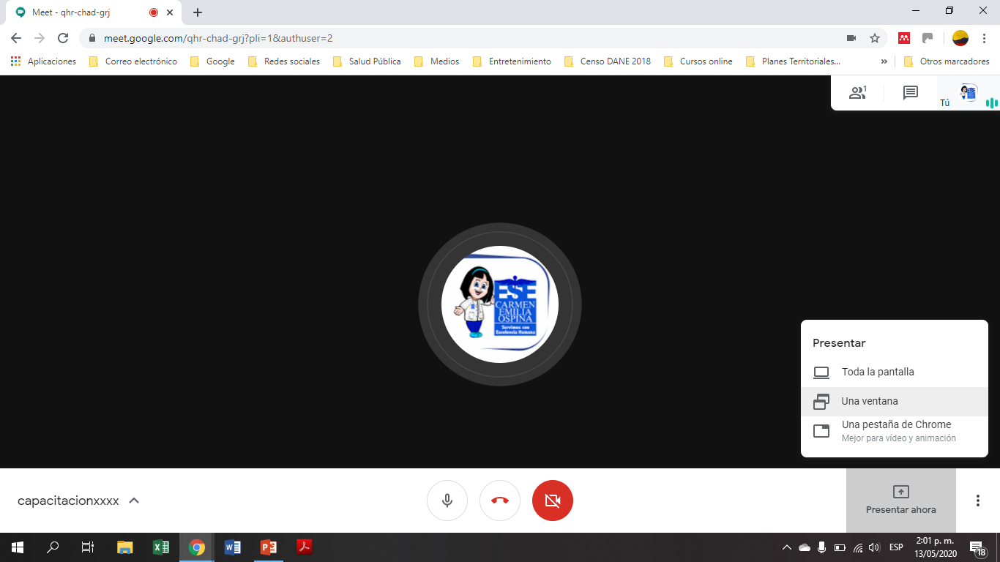 Meet - qhr-chad-grj
meet.google.com/qhr-chad-grj?pli=1&authuser=2
Aplicaciones Correo electrónico Google Redes sociales Salud Pública Medios Entretenimiento Censo DANE 2018 Cursos online Planes Territoriales... » Otros marcadores
1
Tú
ESE
CARMEN
EMILIA
OSPINA
Servimos con
Excelencia Humana
Presentar
Toda la pantalla
Una ventana
Una pestaña de Chrome
Mejor para vídeo y animación
capacitacionxxxx
Presentar ahora
ESP
2:01 p. m.
13/05/2020
18